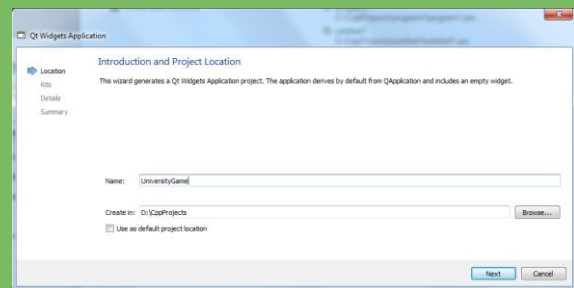 Qt Widgets Application
Introduction and Project Location
Location
Kits
Details
Summary
This wizard generates a Qt Widgets Application project. The application derives by default from QApplication and includes an empty widget.
Name: UniversityGame
Create in: D:\CppProjects
Browse...
Use as default project location
Next
Cancel